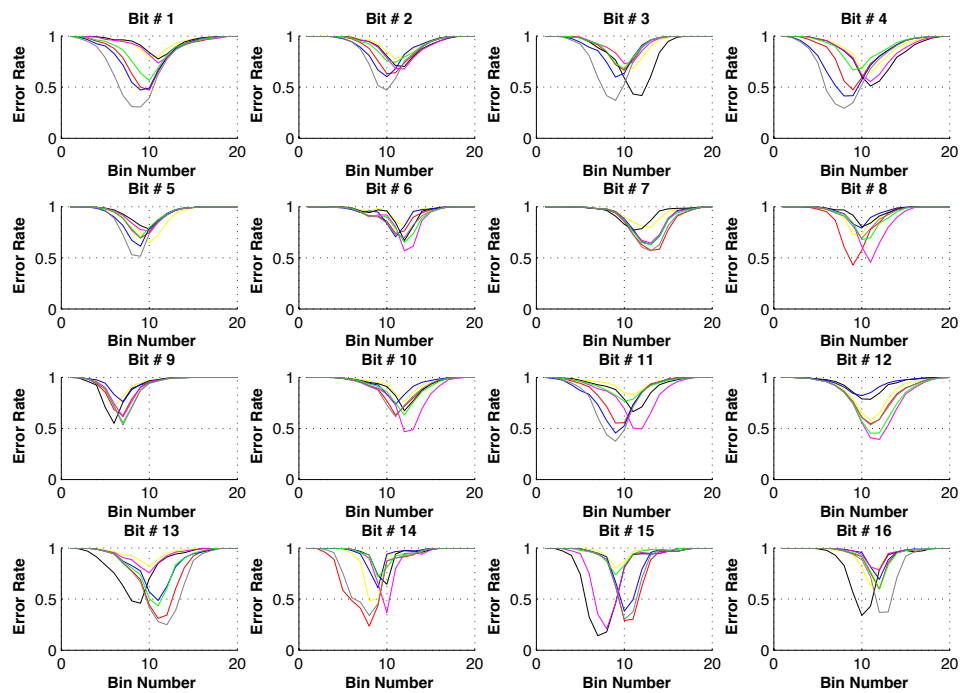 Bit # 1 Bit # 2 Bit # 3 Bit # 4
1 1 1 1
Error Rate Error Rate Error Rate Error Rate
0.5 0.5 0.5 0.5
0 0 0 0
0 10 20 0 10 20 0 10 20 0 10 20
Bin Number Bin Number Bin Number Bin Number
Bit # 5 Bit # 6 Bit # 7 Bit # 8
1 1 1 1
Error Rate Error Rate Error Rate Error Rate
0.5 0.5 0.5 0.5
0 0 0 0
0 10 20 0 10 20 0 10 20 0 10 20
Bin Number Bin Number Bin Number Bin Number
Bit # 9 Bit # 10 Bit # 11 Bit # 12
1 1 1 1
Error Rate Error Rate Error Rate Error Rate
0.5 0.5 0.5 0.5
0 0 0 0
0 10 20 0 10 20 0 10 20 0 10 20
Bin Number Bin Number Bin Number Bin Number
Bit # 13 Bit # 14 Bit # 15 Bit # 16
1 1 1 1
Error Rate Error Rate Error Rate Error Rate
0.5 0.5 0.5 0.5
0 0 0 0
0 10 20 0 10 20 0 10 20 0 10 20
Bin Number Bin Number Bin Number Bin Number